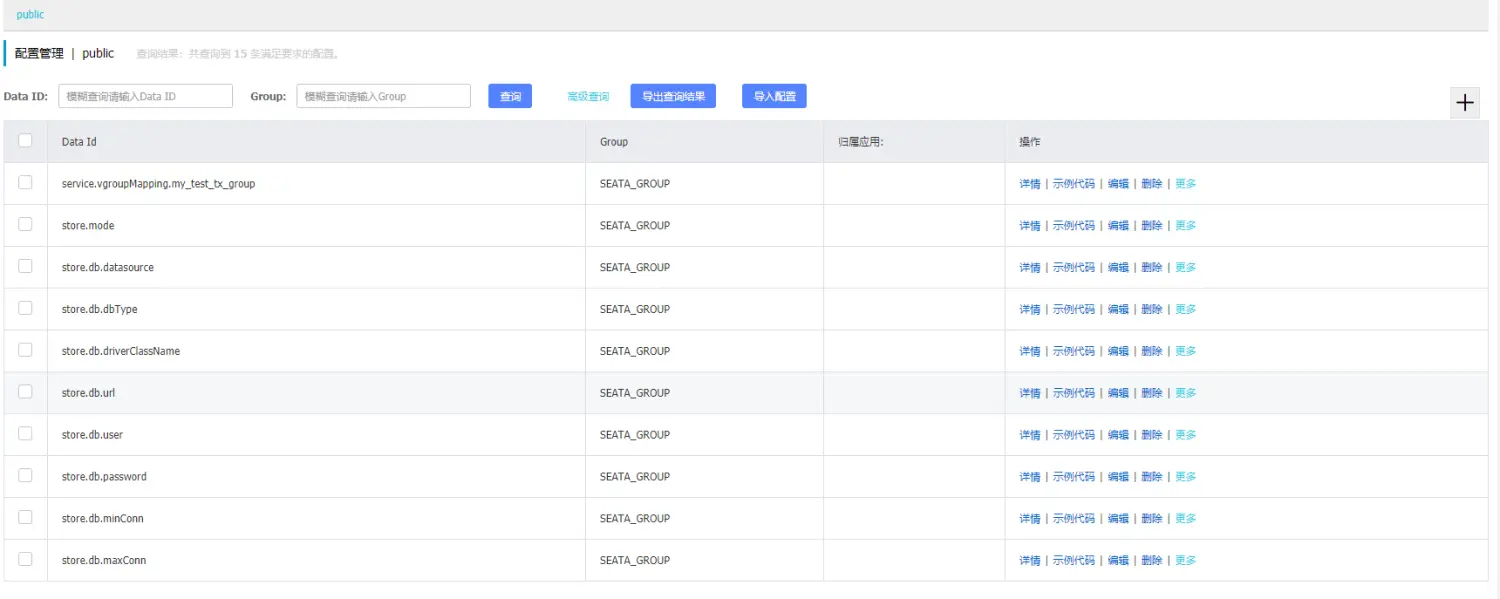 public
配置管理 | public 查询结果：共查询到 15 条满足要求的配置。
Data ID: 模糊查询请输入Data ID Group: 模糊查询请输入Group 查询 高级查询 导出查询结果 导入配置
Data Id Group 归属应用: 操作
service.vgroupMapping.my_test_tx_group SEATA_GROUP 详情 | 示例代码 | 编辑 | 删除 | 更多
store.mode SEATA_GROUP 详情 | 示例代码 | 编辑 | 删除 | 更多
store.db.datasource SEATA_GROUP 详情 | 示例代码 | 编辑 | 删除 | 更多
store.db.dbType SEATA_GROUP 详情 | 示例代码 | 编辑 | 删除 | 更多
store.db.driverClassName SEATA_GROUP 详情 | 示例代码 | 编辑 | 删除 | 更多
store.db.url SEATA_GROUP 详情 | 示例代码 | 编辑 | 删除 | 更多
store.db.user SEATA_GROUP 详情 | 示例代码 | 编辑 | 删除 | 更多
store.db.password SEATA_GROUP 详情 | 示例代码 | 编辑 | 删除 | 更多
store.db.minConn SEATA_GROUP 详情 | 示例代码 | 编辑 | 删除 | 更多
store.db.maxConn SEATA_GROUP 详情 | 示例代码 | 编辑 | 删除 | 更多